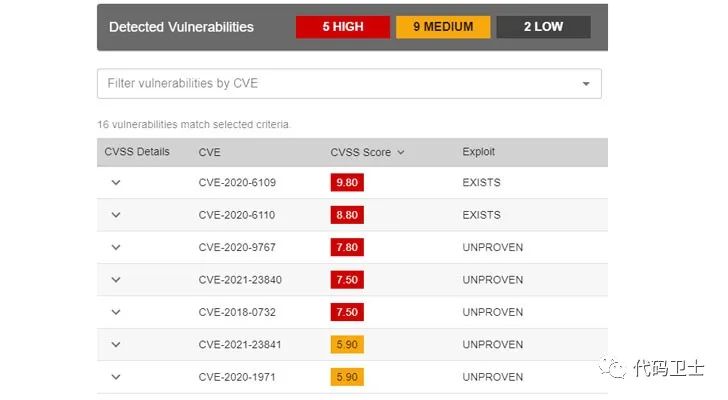 Detected Vulnerabilities 5 HIGH 9 MEDIUM 2 LOW
Filter vulnerabilities by CVE
16 vulnerabilities match selected criteria.
CVSS Details CVE CVSS Score Exploit
CVE-2020-6109 9.80 EXISTS
CVE-2020-6110 8.80 EXISTS
CVE-2020-9767 7.80 UNPROVEN
CVE-2021-23840 7.50 UNPROVEN
CVE-2018-0732 7.50 UNPROVEN
CVE-2021-23841 5.90 UNPROVEN
CVE-2020-1971 5.90 UNPROVEN
代码卫士